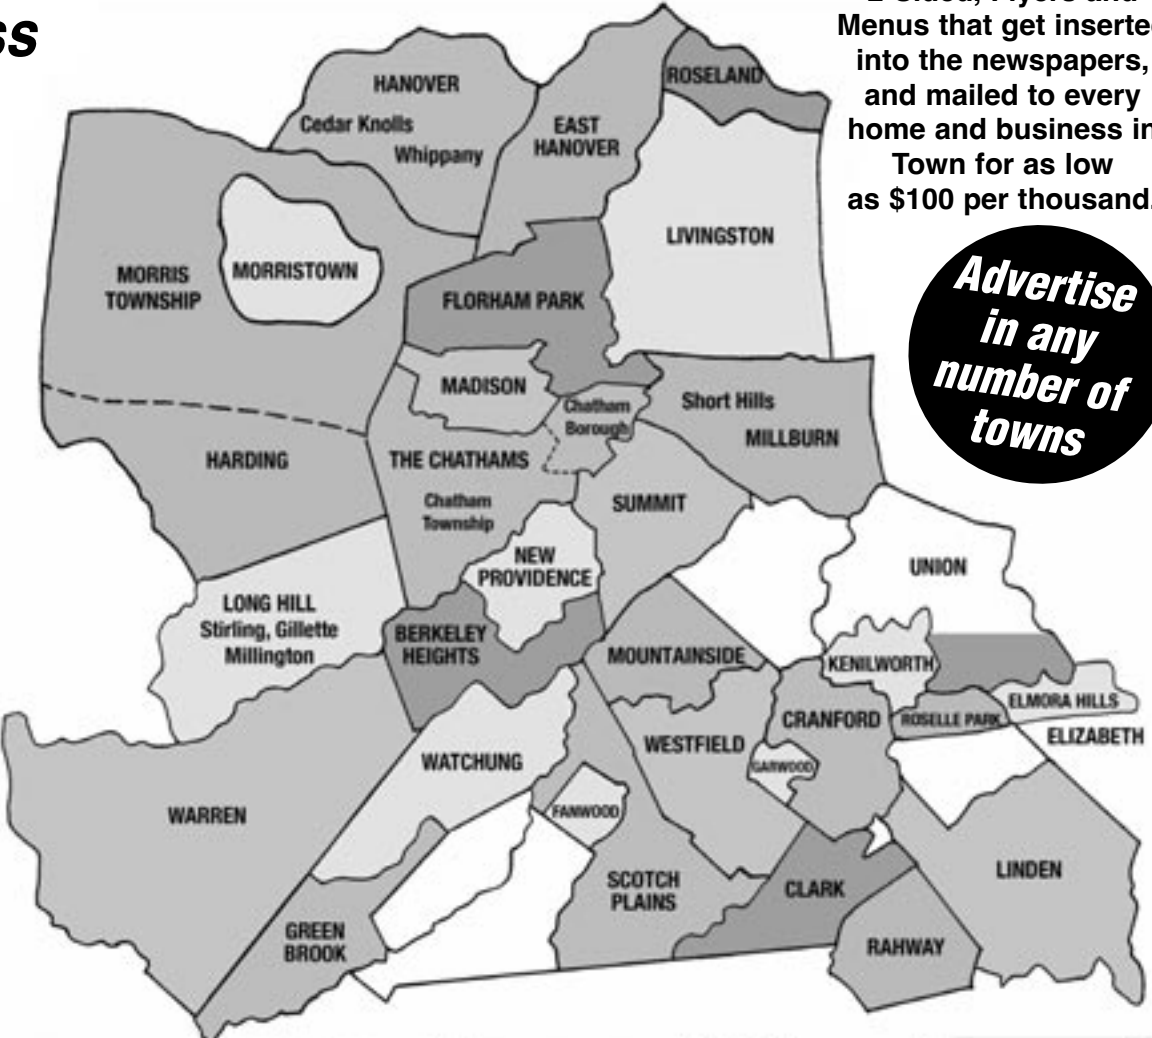 ss
Menus that get inserted
into the newspapers,
and mailed to every
home and business in
Town for as low
as $100 per thousand.
Advertise
in any
number of
towns
HANOVER
Cedar Knolls
Whippany
EAST
HANOVER
ROSELAND
LIVINGSTON
MORRIS
TOWNSHIP
MORRISTOWN
FLORHAM PARK
MADISON
Chatham
Borough
Short Hills
MILLBURN
HARDING
THE CHATHAMS
Chatham
Township
SUMMIT
NEW
PROVIDENCE
UNION
LONG HILL
Stirling, Gillette
Millington
BERKELEY
HEIGHTS
MOUNTAINSIDE
KENILWORTH
ELMORA HILLS
ROSELLE PARK
CRANFORD
ELIZABETH
WESTFIELD
GARWOOD
WATCHUNG
WARREN
FANWOOD
SCOTCH
PLAINS
CLARK
LINDEN
GREEN
BROOK
RAHWAY